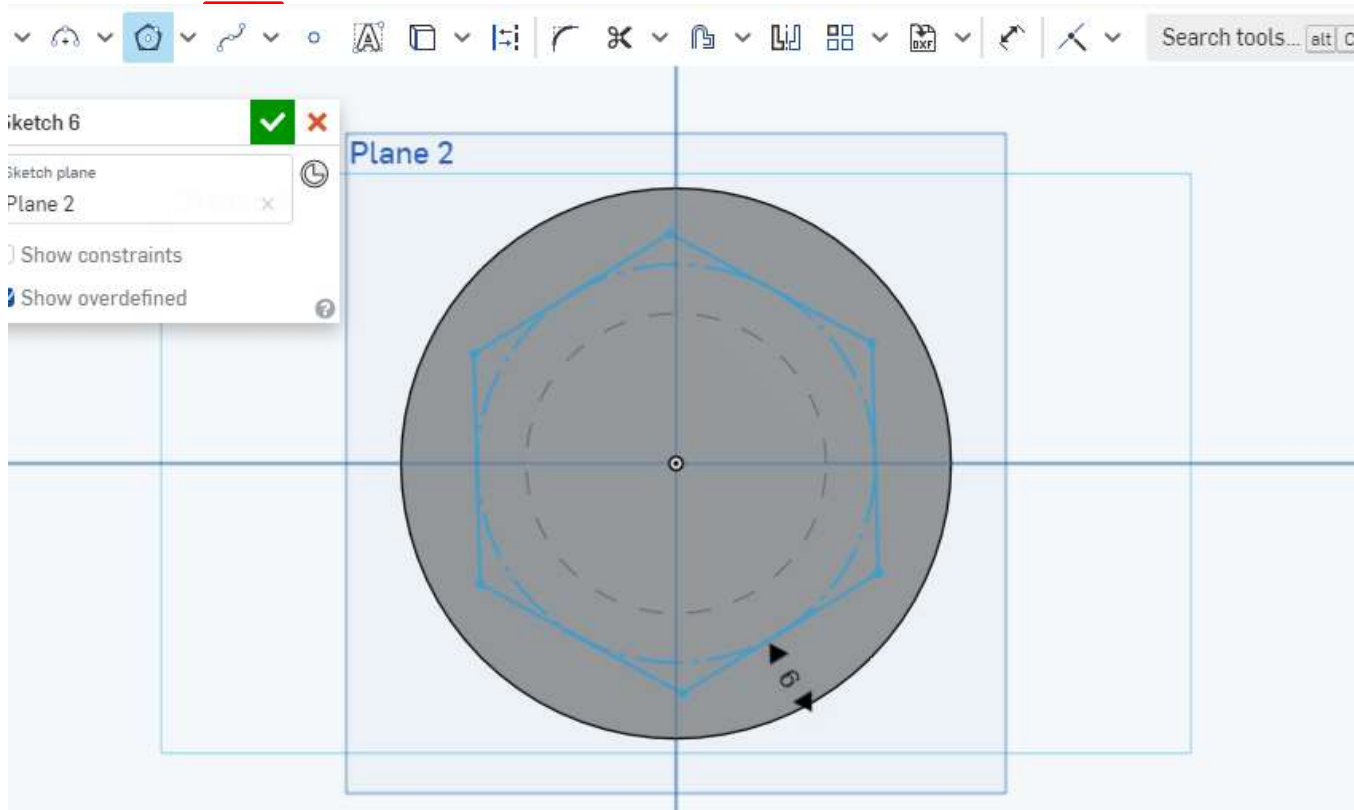 Search tools... alt C
Sketch 6
Plane 2
Sketch plane
Plane 2
Show constraints
Show overdefined
6